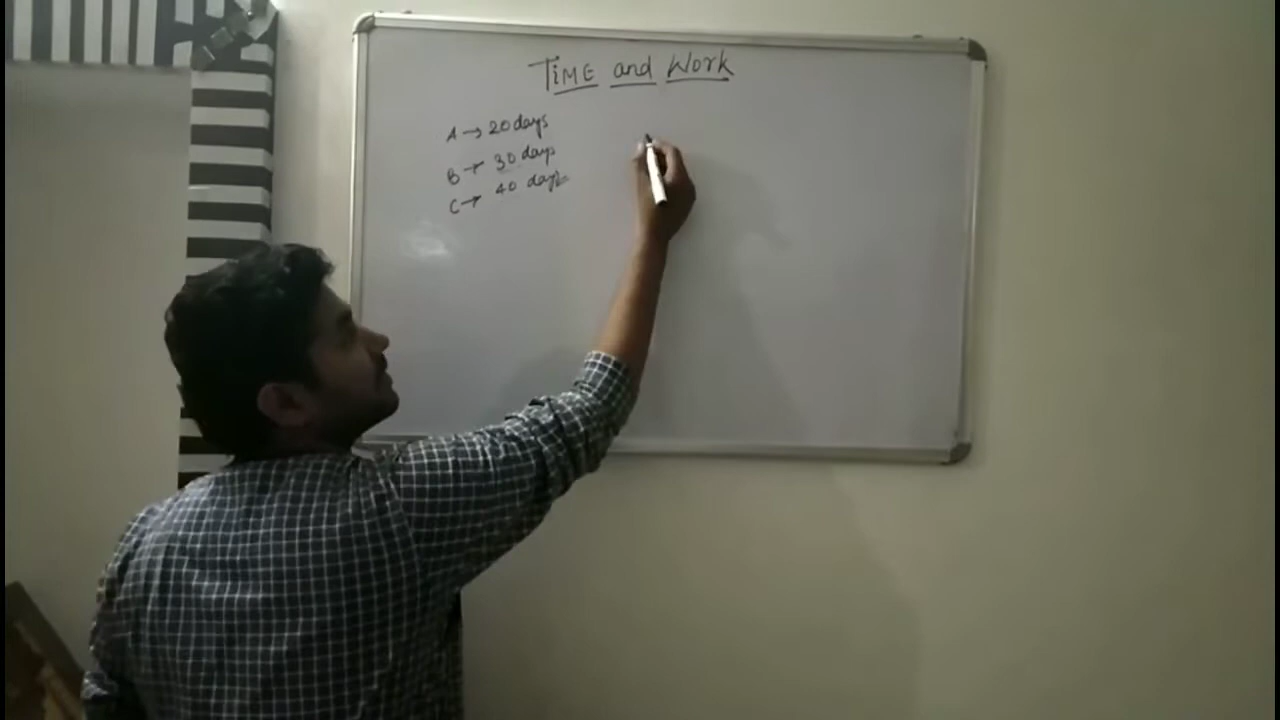 TiME and Work
A → 20 days
B → 30 days
C → 40 days